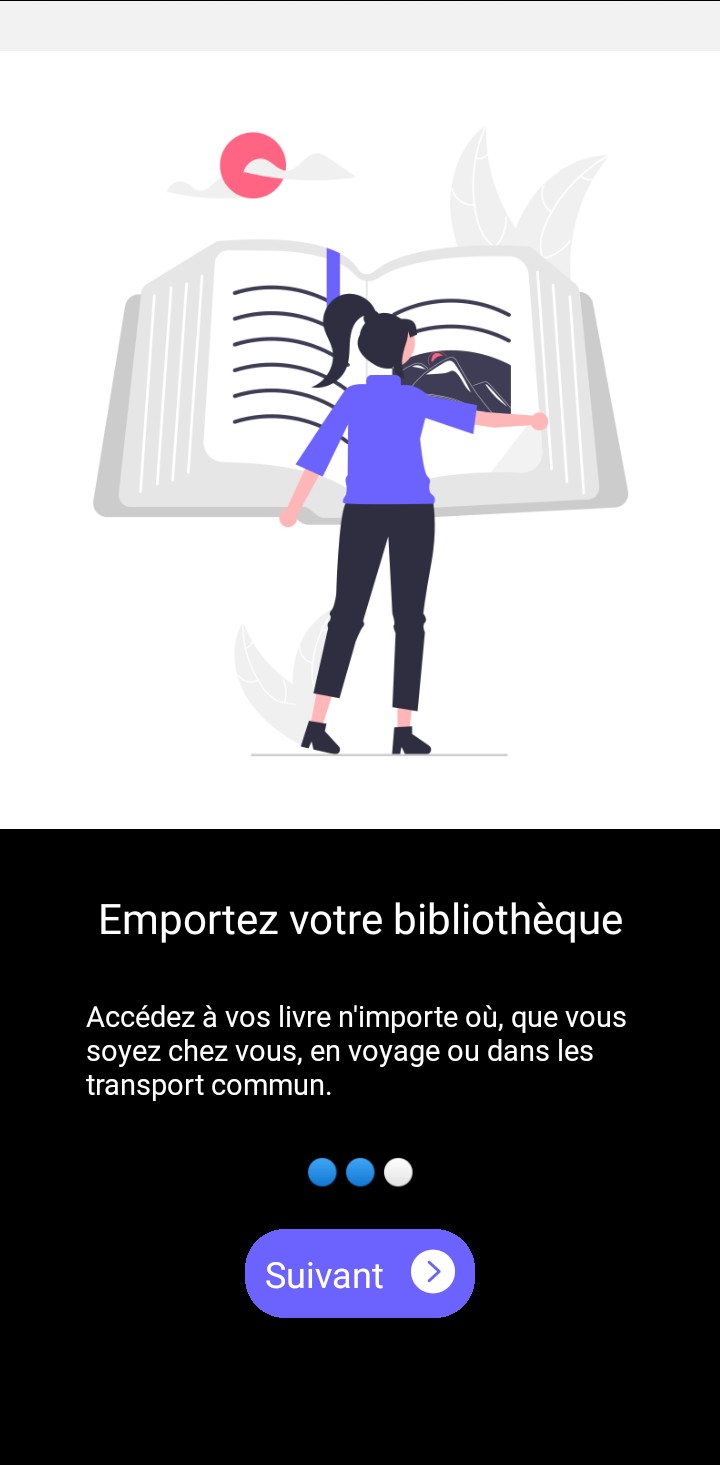 Emportez votre bibliothèque
Accédez à vos livre n'importe où, que vous
soyez chez vous, en voyage ou dans les
transport commun.
Suivant